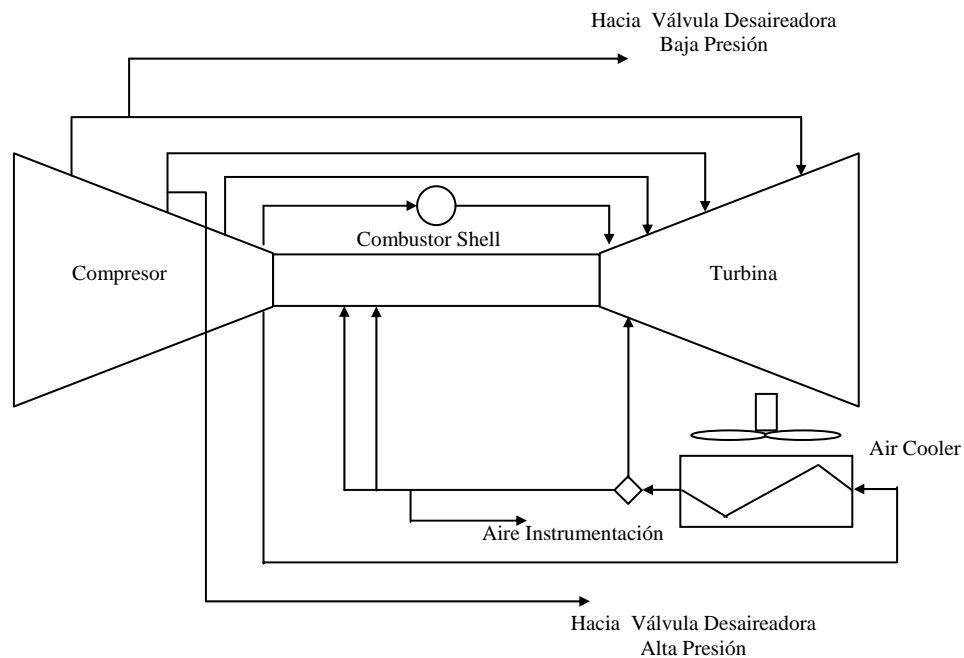 Hacia Válvula Desaireadora
Baja Presión
Combustor Shell
Compresor
Turbina
Air Cooler
Aire Instrumentación
Hacia Válvula Desaireadora
Alta Presión